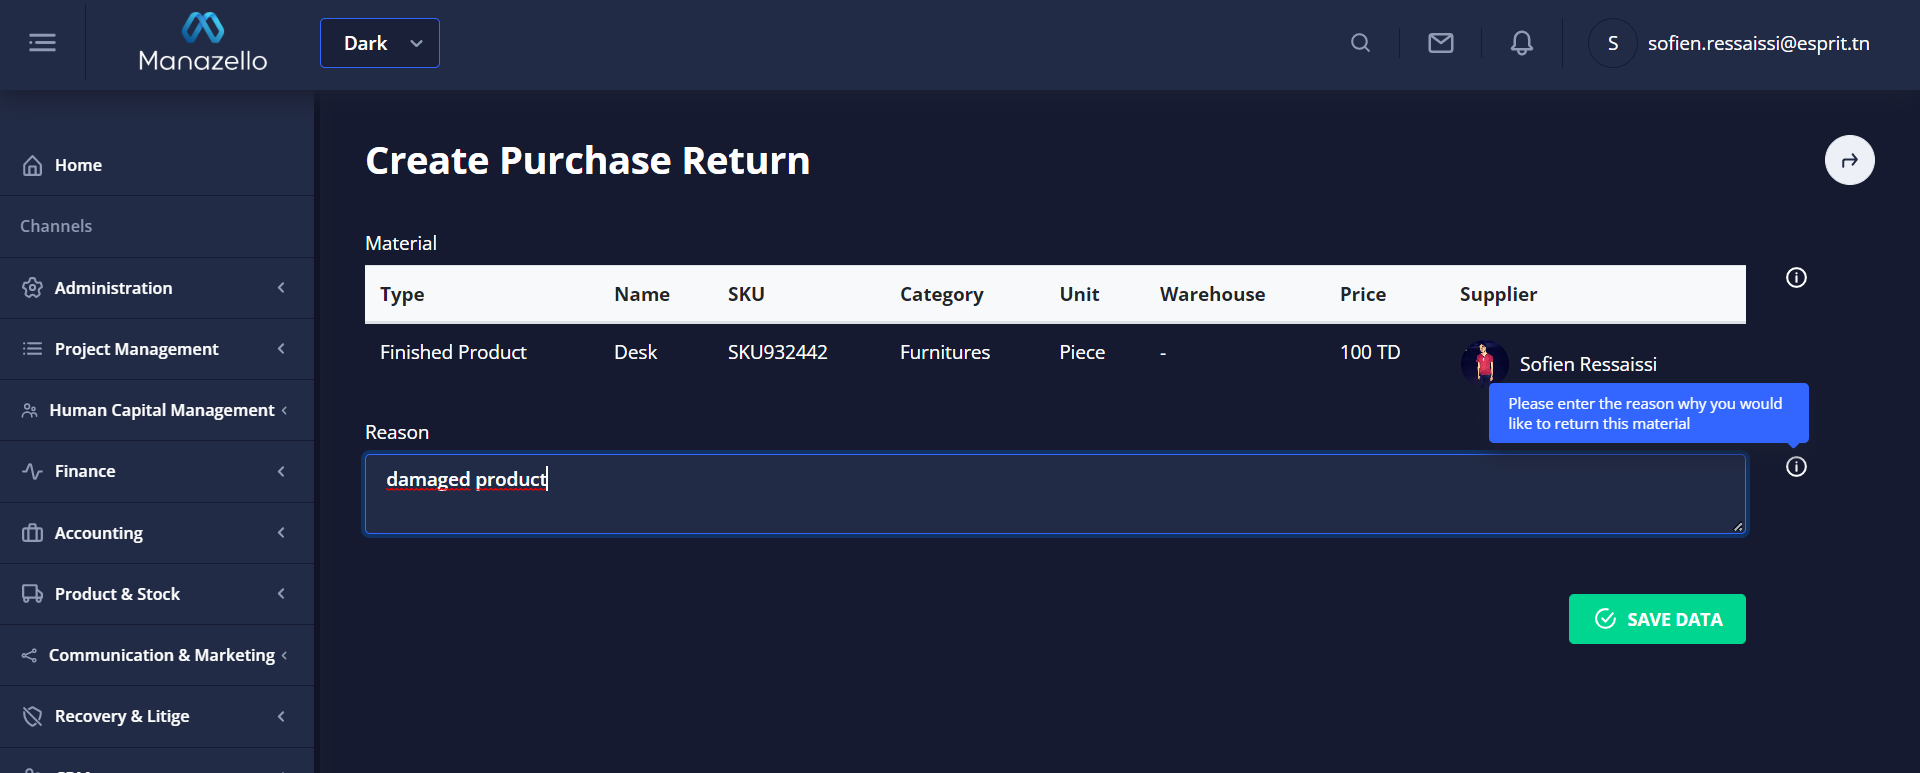 Manazello
Dark
S
sofien.ressaissi@esprit.tn
Home
Channels
Administration
Project Management
Human Capital Management
Finance
Accounting
Product & Stock
Communication & Marketing
Recovery & Litige
Create Purchase Return
Material
Type Name SKU Category Unit Warehouse Price Supplier
Finished Product Desk SKU932442 Furnitures Piece - 100 TD Sofien Ressaissi
Please enter the reason why you would
like to return this material
Reason
damaged product
SAVE DATA